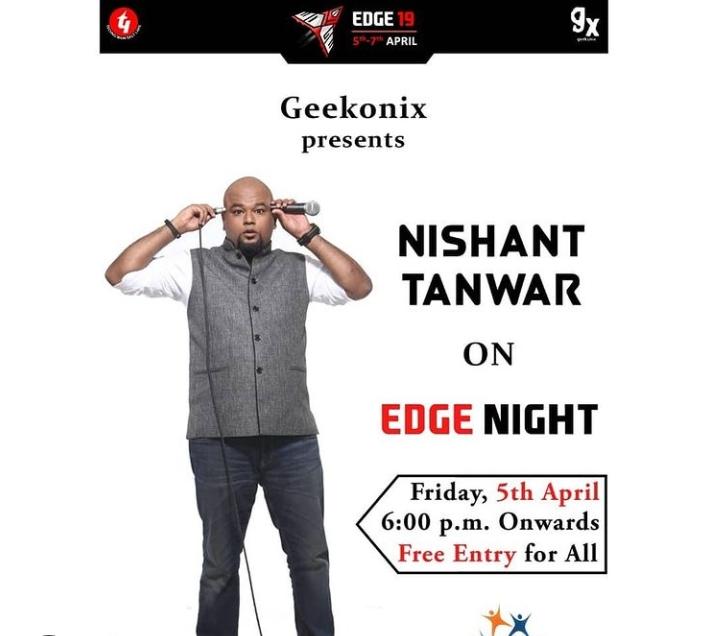 EDGE 19
5th-7th APRIL
gx
geekonix
Geekonix
presents
NISHANT
TANWAR
ON
EDGE NIGHT
Friday, 5th April
6:00 p.m. Onwards
Free Entry for All